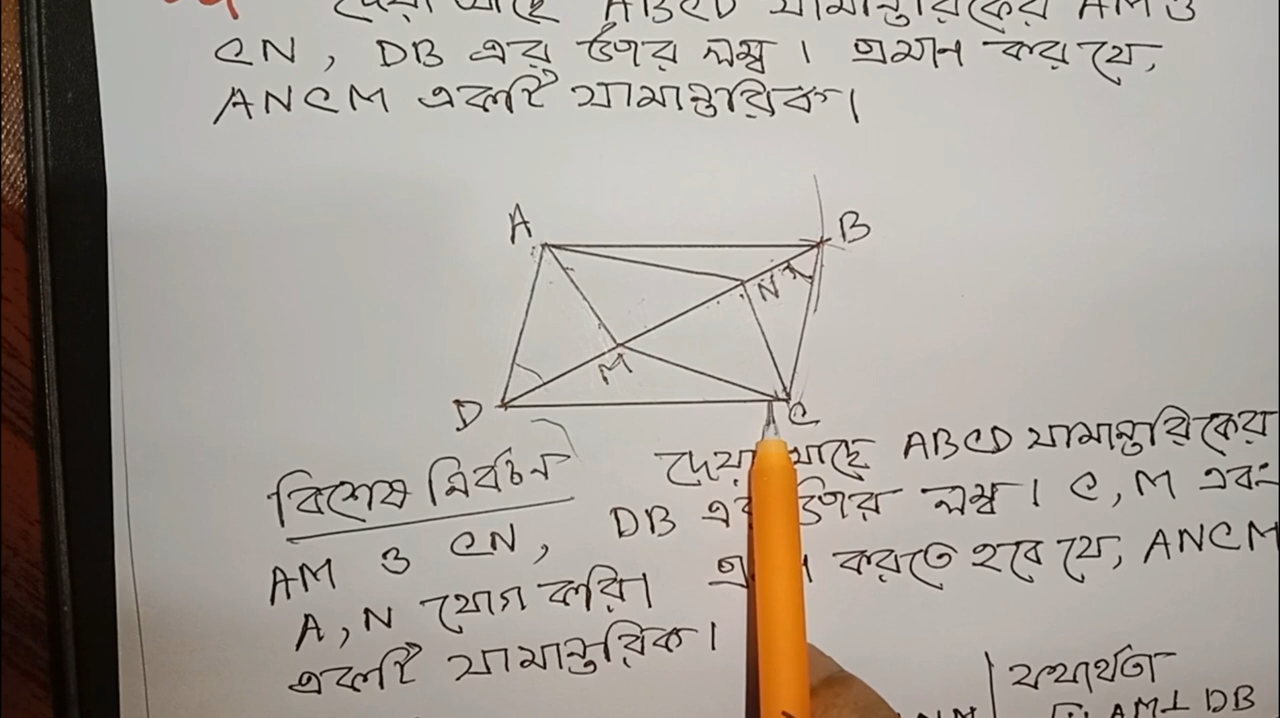 দেয়া আছে ABCD সামান্তরিকের AM ও
CN, DB এর উপর লম্ব। প্রমাণ কর যে,
ANCM একটি সামান্তরিক।
A
B
N
M
D
C
বিশেষ নির্বচন দেয়া আছে ABCD সামান্তরিকের
AM ও CN, DB এর উপর লম্ব। C, M এবং
A, N যোগ করি। করতে হবে যে, ANCM
একটি সামান্তরিক।
যথার্থতা
AM⊥ DB